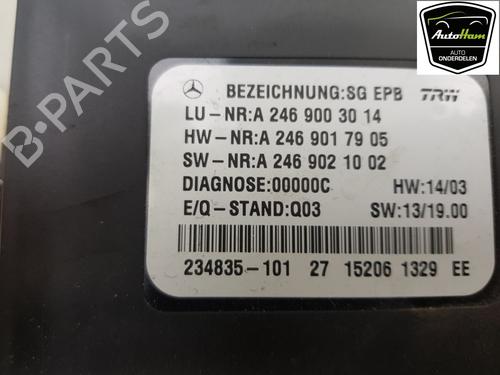 AutoHam
AUTO
ONDERDELEN
BEZEICHNUNG:SG EPB TRW
LU-NR:A 246 900 30 14
HW-NR:A 246 901 79 05
SW-NR:A 246 902 10 02
DIAGNOSE:00000C HW:14/03
E/Q-STAND:Q03 SW:13/19.00
234835-101 27 15206 1329 EE
B-PARTS